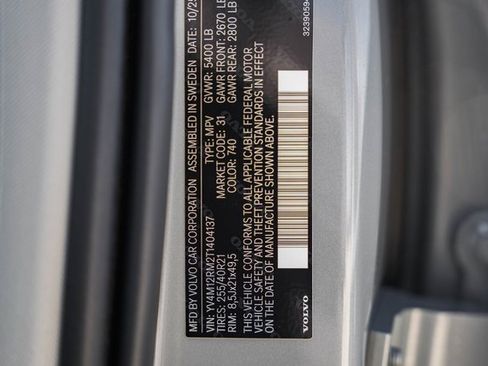 MFD BY VOLVO CAR CORPORATION ASSEMBLED IN SWEDEN DATE: 10/25
VIN: YV4M12RM2T1404137 TYPE: MPV GVWR: 5400 LB
TIRES: 255/40R21 MARKET CODE: 31 GAWR FRONT: 2670 LB
RIM: 8,5Jx21x49,5 COLOR: 740 GAWR REAR: 2800 LB
THIS VEHICLE CONFORMS TO ALL APPLICABLE FEDERAL MOTOR
VEHICLE SAFETY AND THEFT PREVENTION STANDARDS IN EFFECT
ON THE DATE OF MANUFACTURE SHOWN ABOVE.
VOLVO 3239059